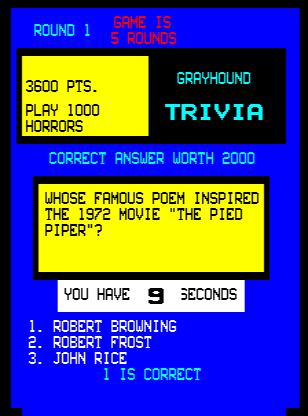 ROUND 1
GAME IS
5 ROUNDS
3600 PTS.
PLAY 1000
HORRORS
GRAYHOUND
TRIVIA
CORRECT ANSWER WORTH 2000
WHOSE FAMOUS POEM INSPIRED
THE 1972 MOVIE "THE PIED
PIPER"?
YOU HAVE 9 SECONDS
1. ROBERT BROWNING
2. ROBERT FROST
3. JOHN RICE
1 IS CORRECT